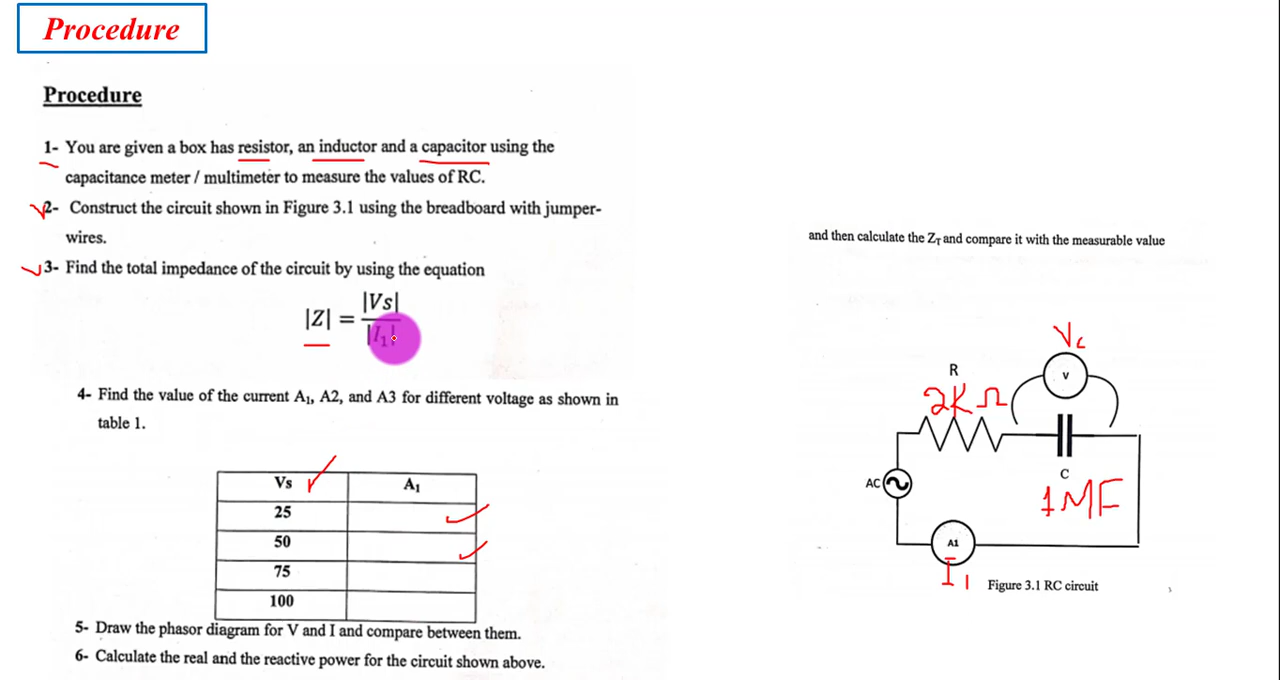 Procedure
Procedure
1- You are given a box has resistor, an inductor and a capacitor using the
capacitance meter / multimeter to measure the values of RC.
2- Construct the circuit shown in Figure 3.1 using the breadboard with jumper-
wires.
3- Find the total impedance of the circuit by using the equation
|Z| = |Vs| / |I₁|
4- Find the value of the current A₁, A2, and A3 for different voltage as shown in
table 1.
Vs A₁
25
50
75
100
5- Draw the phasor diagram for V and I and compare between them.
6- Calculate the real and the reactive power for the circuit shown above.
and then calculate the Z_T and compare it with the measurable value
Vc
V
R
2KΩ
C
1MF
AC
A1
I₁
Figure 3.1 RC circuit